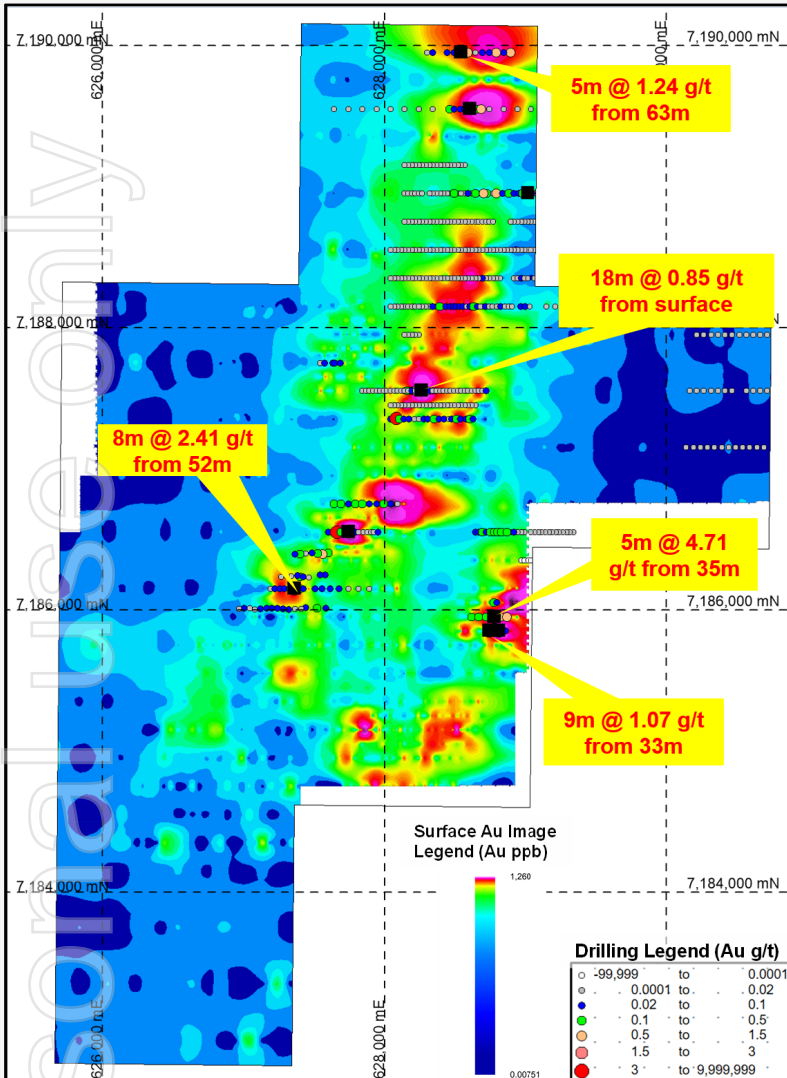 7,190,000 mN
7,190,000 mN
626,000 mE
628,000 mE
,000 mE
5m @ 1.24 g/t
from 63m
18m @ 0.85 g/t
from surface
7,188,000 mN
N
8m @ 2.41 g/t
from 52m
5m @ 4.71
g/t from 35m
7,186,000 mN
7,186,000 mN
9m @ 1.07 g/t
from 33m
Surface Au Image
Legend (Au ppb)
1,260
0.00751
7,184,000 mN
7,184,000 mN
626,000 mE
628,000 mE
Drilling Legend (Au g/t)
-99,999 to 0.0001
0.0001 to 0.02
0.02 to 0.1
0.1 to 0.5
0.5 to 1.5
1.5 to 3
3 to 9,999,999
sonal use only